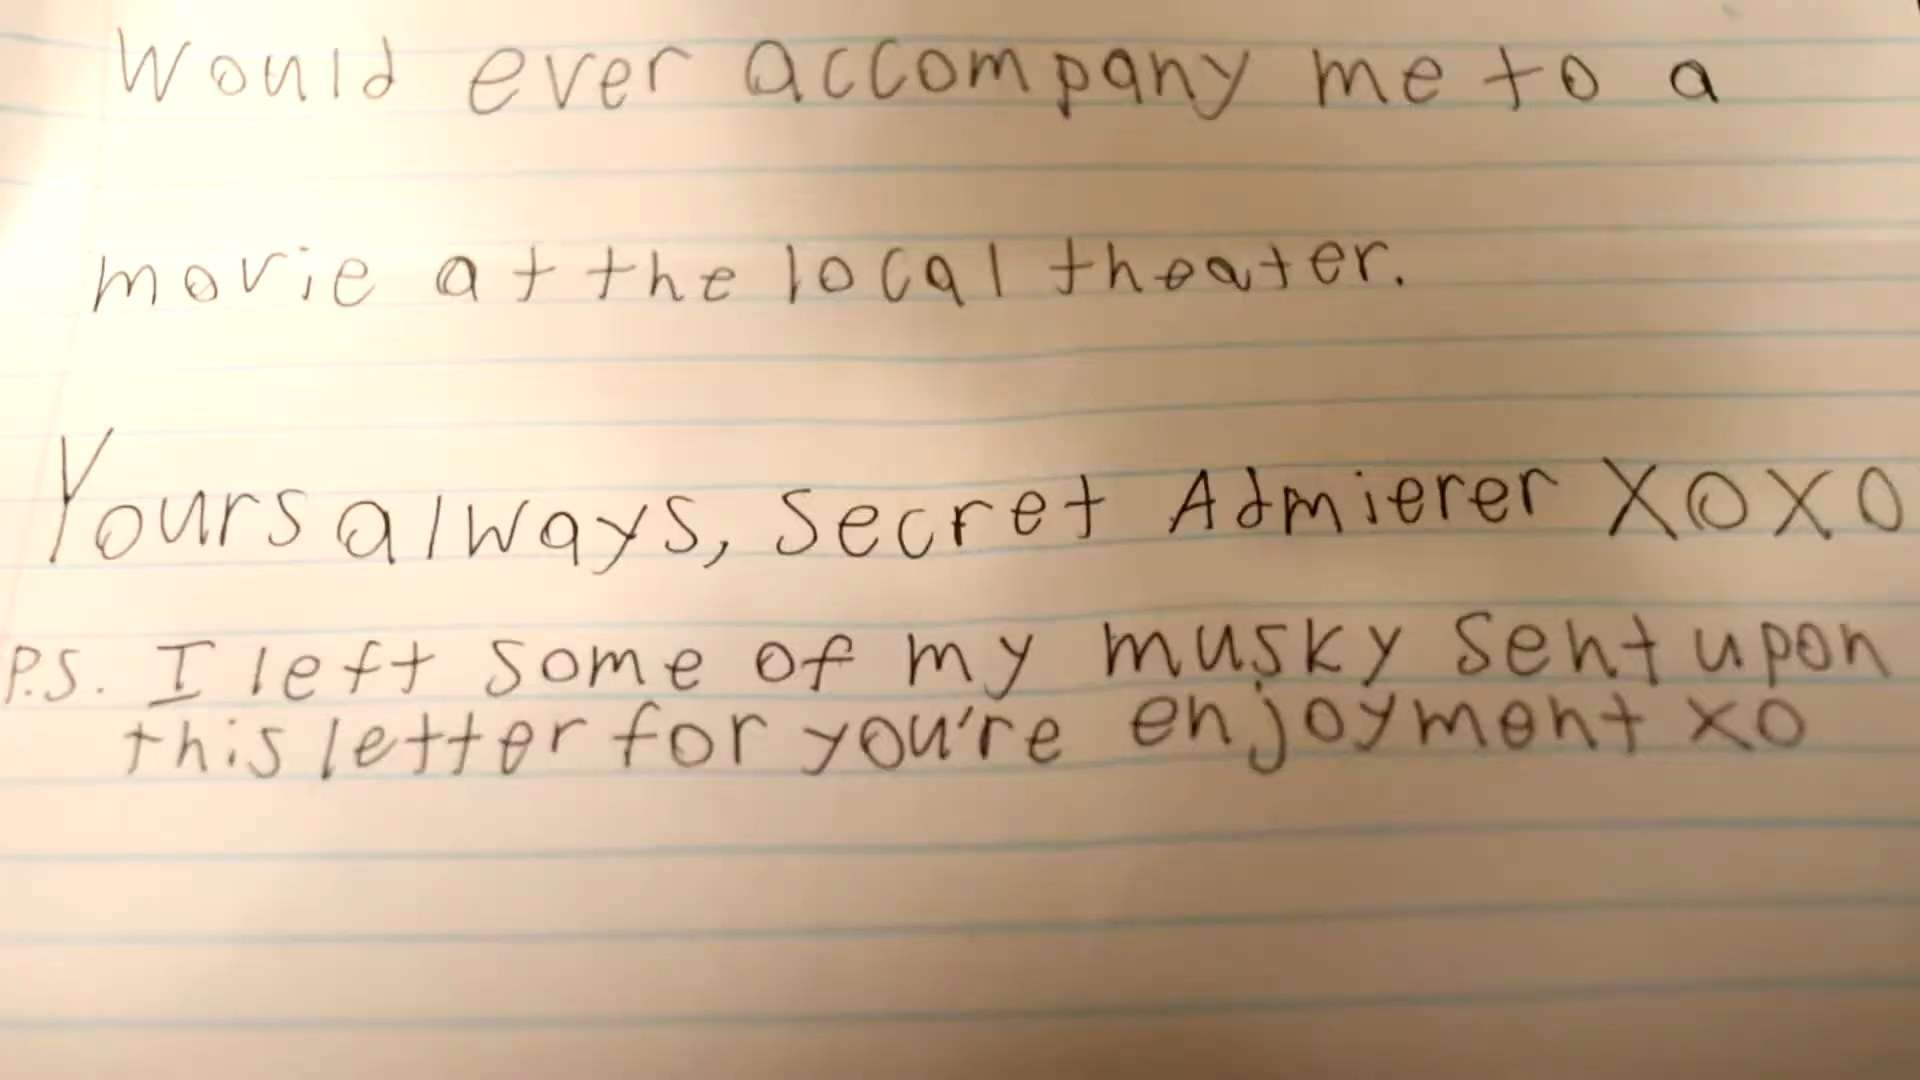 Would ever accompany me to a
movie at the local theater.
Yours always, Secret Admierer XOXO
P.S. I left some of my musky sent upon
this letter for you're enjoyment xo